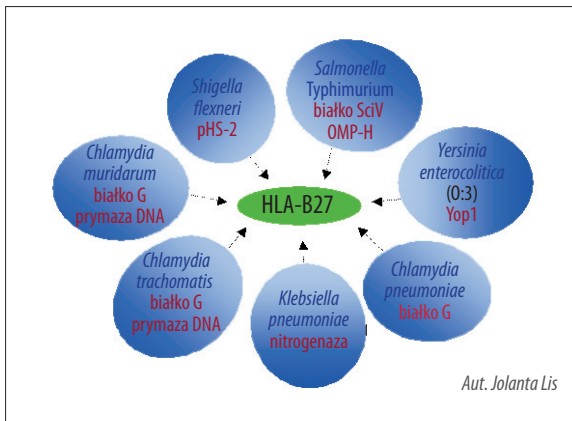 Shigella
flexneri
pHS-2
Salmonella
Typhimurium
białko SciV
OMP-H
Chlamydia
muridarum
białko G
prymaza DNA
HLA-B27
Yersinia
enterocolitica
(O:3)
Yop1
Chlamydia
trachomatis
białko G
prymaza DNA
Klebsiella
pneumoniae
nitrogenaza
Chlamydia
pneumoniae
białko G
Aut. Jolanta Lis